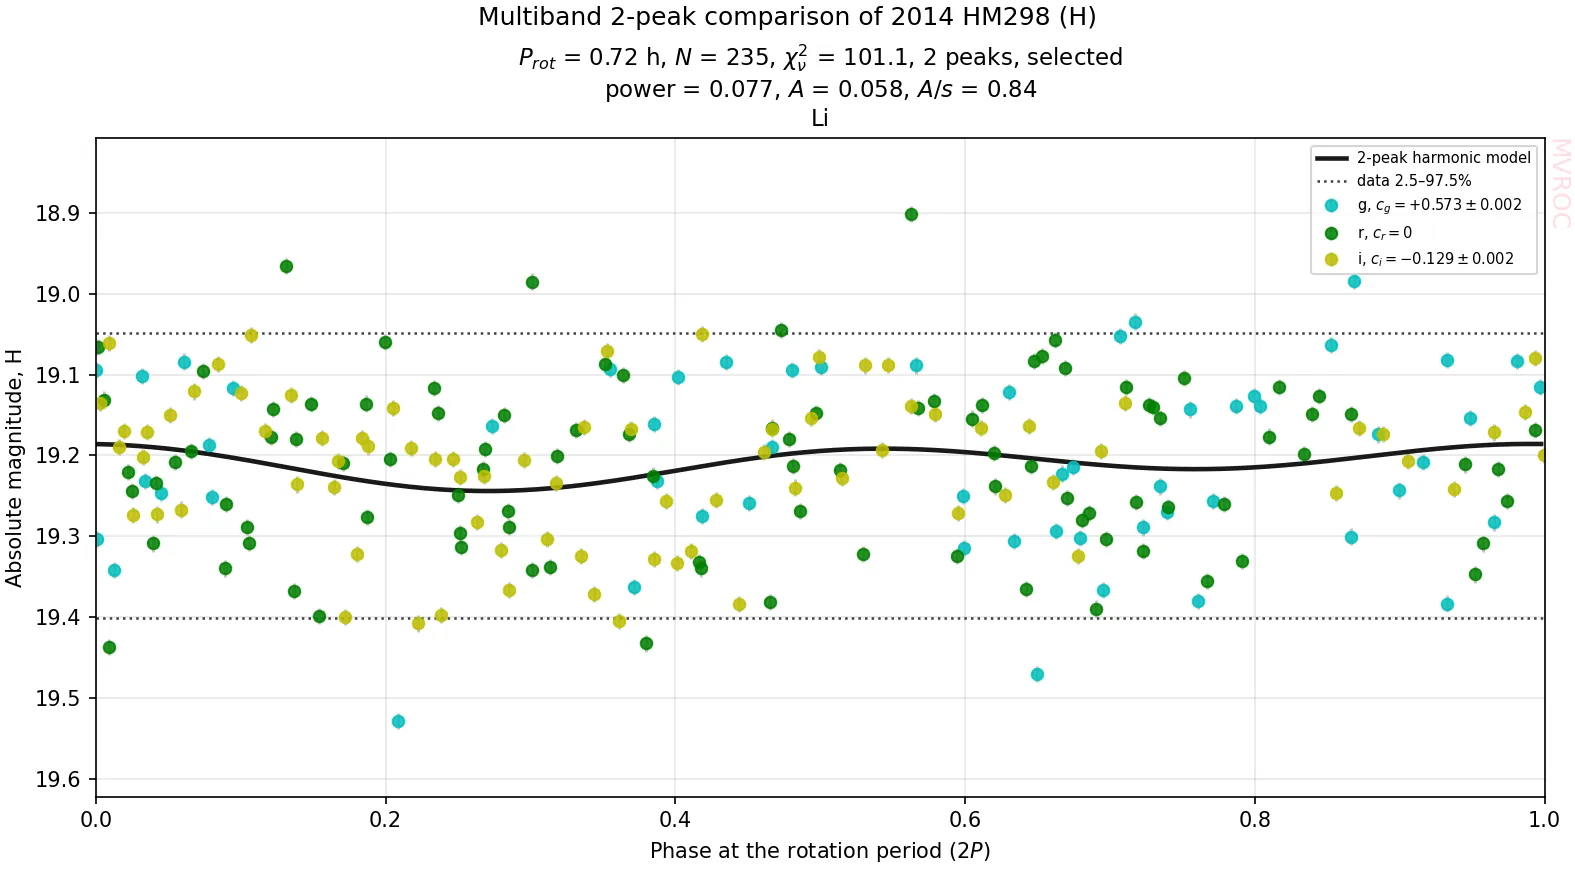 Multiband 2-peak comparison of 2014 HM298 (H)
P_rot = 0.72 h, N = 235, χ²_ν = 101.1, 2 peaks, selected
power = 0.077, A = 0.058, A/s = 0.84
Li
2-peak harmonic model
data 2.5–97.5%
g, c_g = +0.573 ± 0.002
r, c_r = 0
i, c_i = −0.129 ± 0.002
MVROC
Absolute magnitude, H
18.9
19.0
19.1
19.2
19.3
19.4
19.5
19.6
0.0 0.2 0.4 0.6 0.8 1.0
Phase at the rotation period (2P)